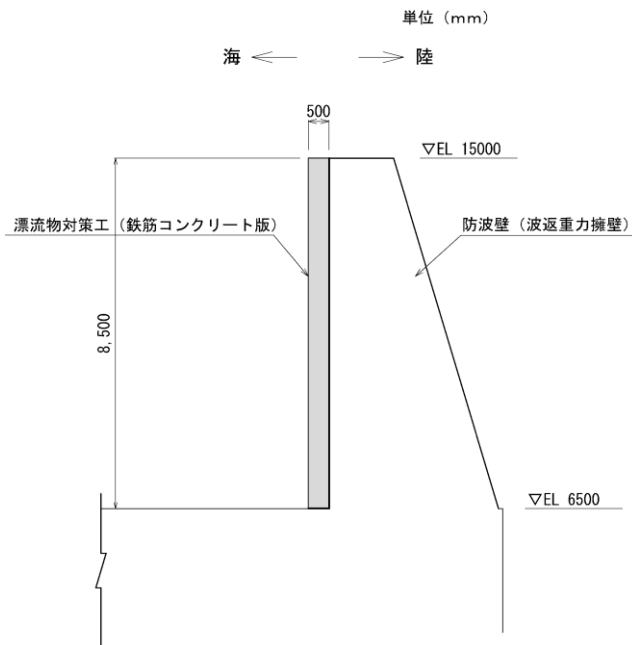 単位（mm）
海
陸
500
▽EL 15000
漂流物対策工（鉄筋コンクリート版）
防波壁（波返重力擁壁）
8,500
▽EL 6500